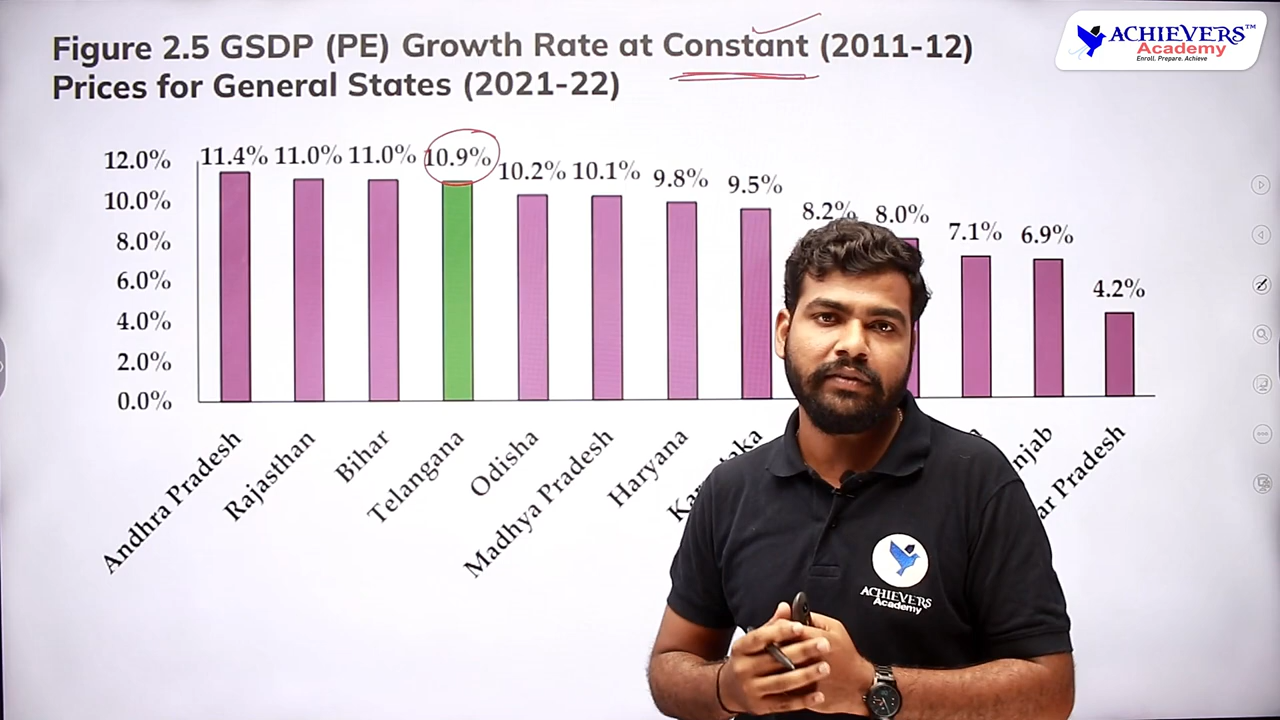 Figure 2.5 GSDP (PE) Growth Rate at Constant (2011-12)
Prices for General States (2021-22)
ACHIEVERS™
Academy
Enroll. Prepare. Achieve
12.0%
10.0%
8.0%
6.0%
4.0%
2.0%
0.0%
11.4% 11.0% 11.0% 10.9% 10.2% 10.1% 9.8% 9.5% 8.2% 8.0% 7.1% 6.9% 4.2%
Andhra Pradesh
Rajasthan
Bihar
Telangana
Odisha
Madhya Pradesh
Haryana
Pradesh
ACHIEVERS
Academy